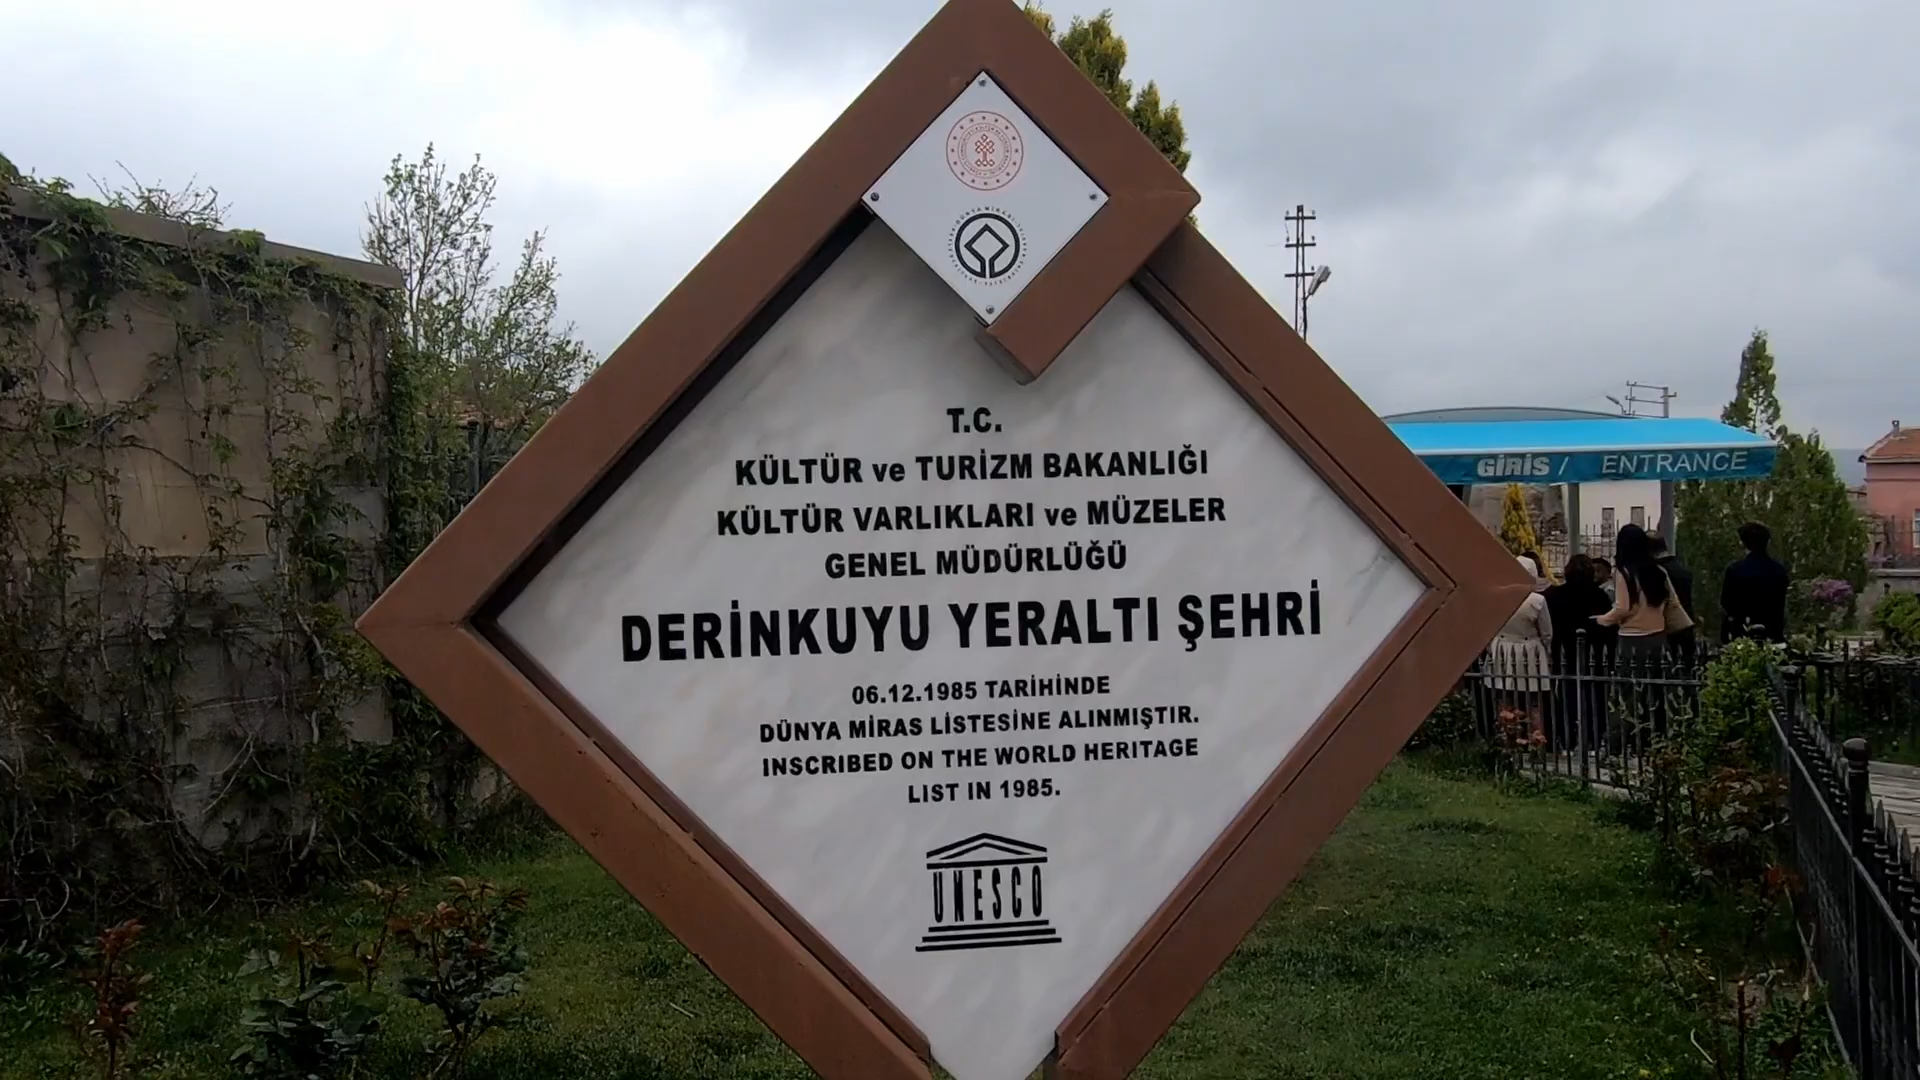 T.C.
KÜLTÜR ve TURİZM BAKANLIĞI
KÜLTÜR VARLIKLARI ve MÜZELER
GENEL MÜDÜRLÜĞÜ
DERİNKUYU YERALTI ŞEHRİ
06.12.1985 TARİHİNDE
DÜNYA MİRAS LİSTESİNE ALINMIŞTIR.
INSCRIBED ON THE WORLD HERITAGE
LIST IN 1985.
UNESCO
GİRİS / ENTRANCE